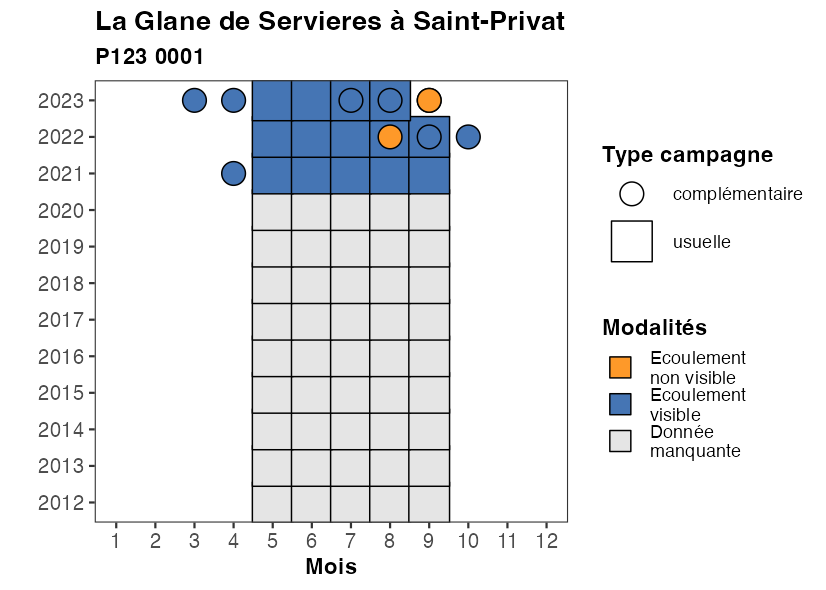 La Glane de Servieres à Saint-Privat
P123 0001
2023
2022
2021
2020
2019
2018
2017
2016
2015
2014
2013
2012
1 2 3 4 5 6 7 8 9 10 11 12
Mois
Type campagne
complémentaire
usuelle
Modalités
Ecoulement
non visible
Ecoulement
visible
Donnée
manquante